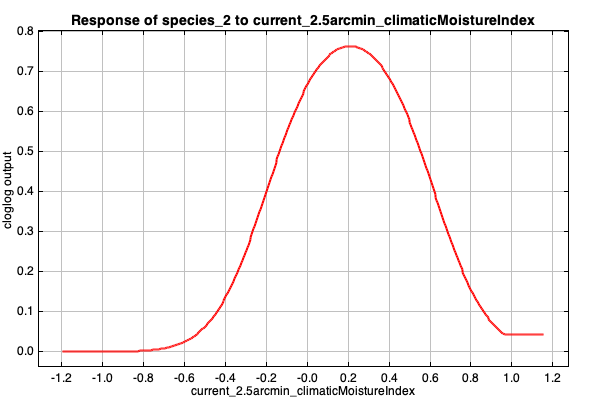 Response of species_2 to current_2.5arcmin_climaticMoistureIndex
0.8
0.7
0.6
0.5
0.4
0.3
0.2
0.1
0.0
cloglog output
-1.2 -1.0 -0.8 -0.6 -0.4 -0.2 -0.0 0.2 0.4 0.6 0.8 1.0 1.2
current_2.5arcmin_climaticMoistureIndex